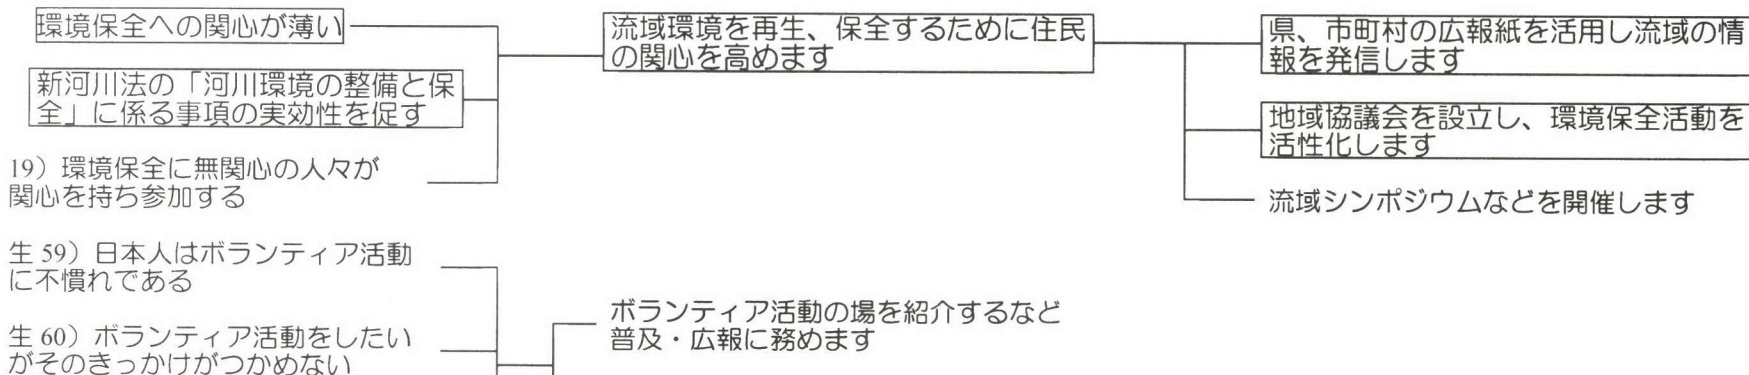 環境保全への関心が薄い
新河川法の「河川環境の整備と保
全」に係る事項の実効性を促す
19）環境保全に無関心の人々が
関心を持ち参加する
生 59）日本人はボランティア活動
に不慣れである
生 60）ボランティア活動をしたい
がそのきっかけがつかめない
流域環境を再生、保全するために住民
の関心を高めます
ボランティア活動の場を紹介するなど
普及・広報に務めます
県、市町村の広報紙を活用し流域の情
報を発信します
地域協議会を設立し、環境保全活動を
活性化します
流域シンポジウムなどを開催します